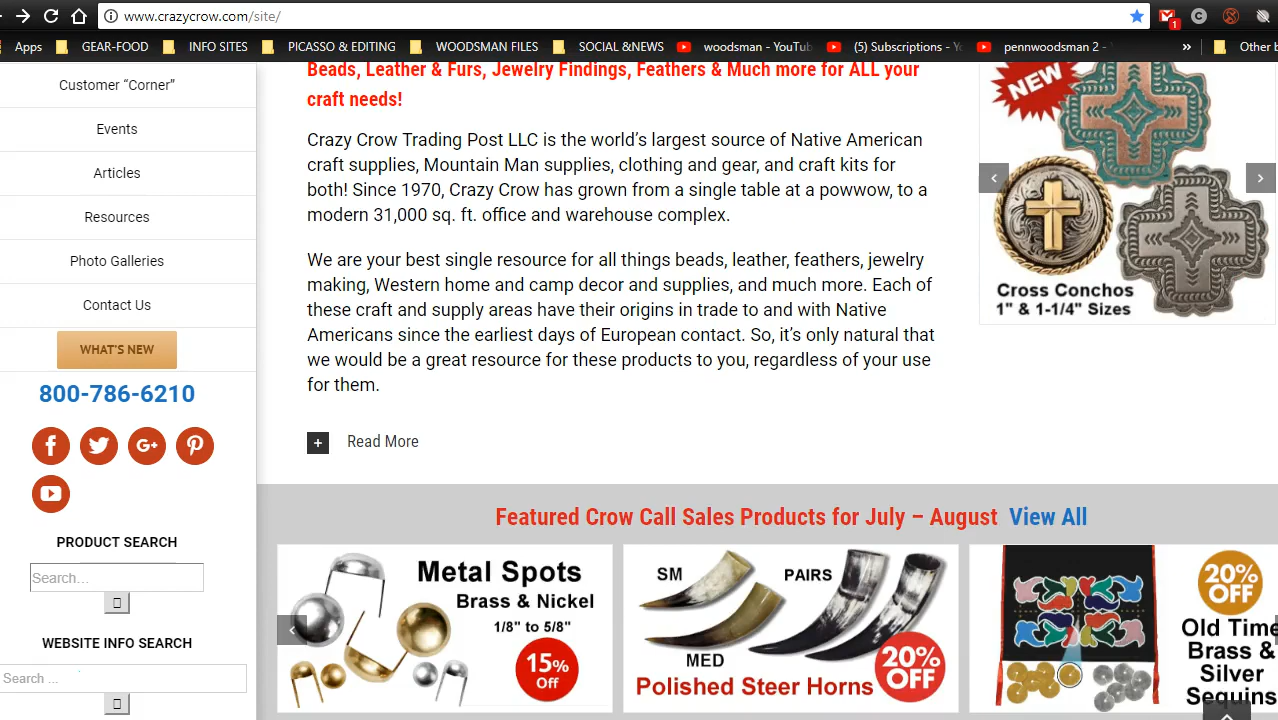 www.crazycrow.com/site/
1
Apps
GEAR-FOOD
INFO SITES
PICASSO & EDITING
WOODSMAN FILES
SOCIAL &NEWS
woodsman - YouTub
(5) Subscriptions - Yo
pennwoodsman 2 -
»
Other b
Customer “Corner”
Events
Articles
Resources
Photo Galleries
Contact Us
WHAT'S NEW
800-786-6210
PRODUCT SEARCH
Search...
WEBSITE INFO SEARCH
Search ...
Beads, Leather & Furs, Jewelry Findings, Feathers & Much more for ALL your
craft needs!
Crazy Crow Trading Post LLC is the world’s largest source of Native American
craft supplies, Mountain Man supplies, clothing and gear, and craft kits for
both! Since 1970, Crazy Crow has grown from a single table at a powwow, to a
modern 31,000 sq. ft. office and warehouse complex.
We are your best single resource for all things beads, leather, feathers, jewelry
making, Western home and camp decor and supplies, and much more. Each of
these craft and supply areas have their origins in trade to and with Native
Americans since the earliest days of European contact. So, it’s only natural that
we would be a great resource for these products to you, regardless of your use
for them.
+ Read More
NEW
Cross Conchos
1" & 1-1/4" Sizes
Featured Crow Call Sales Products for July – August View All
Metal Spots
Brass & Nickel
1/8" to 5/8"
15%
Off
SM
PAIRS
MED
20%
OFF
Polished Steer Horns
20%
OFF
Old Time
Brass &
Silver
Sequins